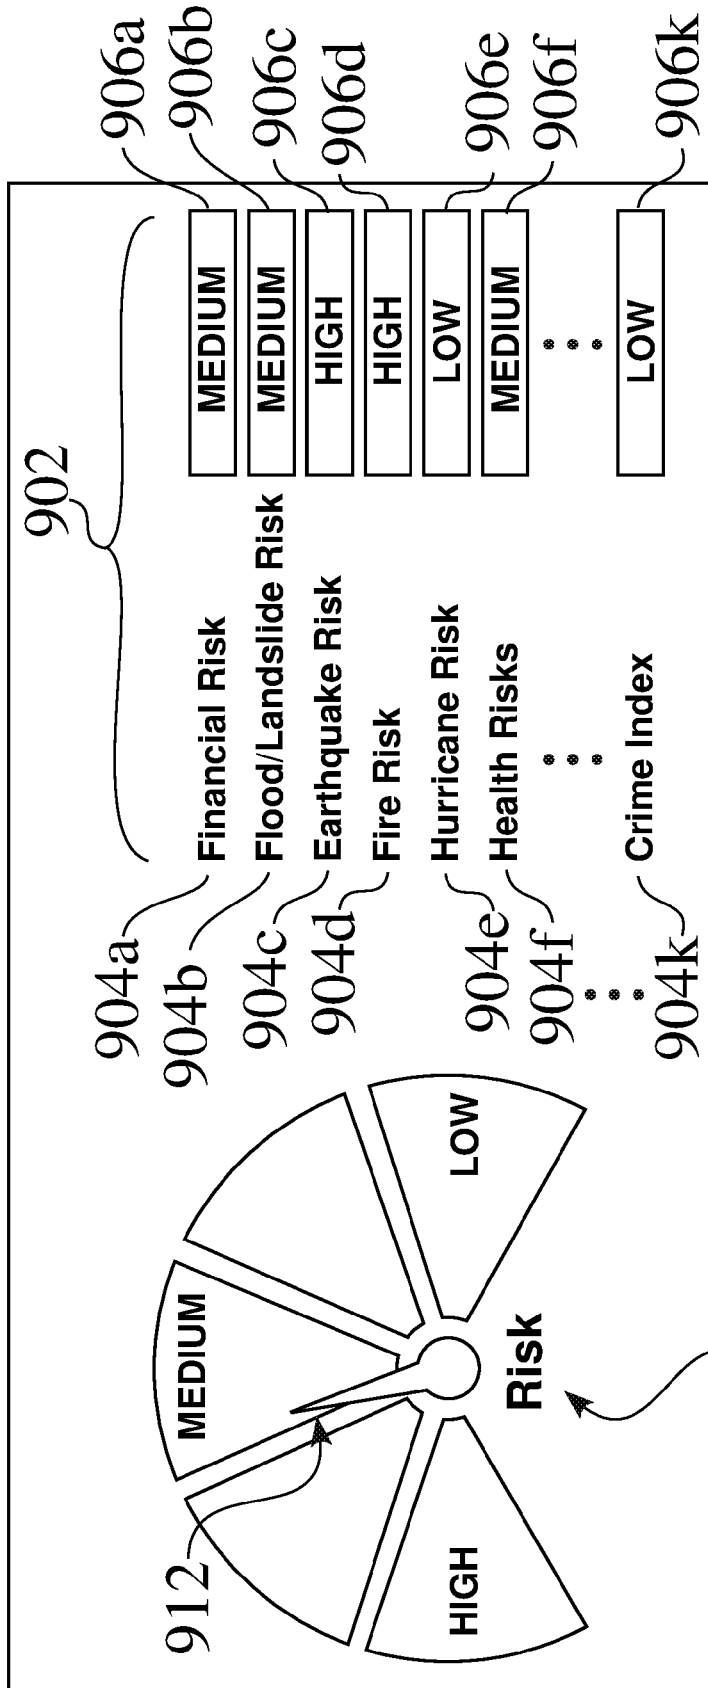 902
904a Financial Risk MEDIUM 906a
904b Flood/Landslide Risk MEDIUM 906b
904c Earthquake Risk HIGH 906c
904d Fire Risk HIGH 906d
904e Hurricane Risk LOW 906e
904f Health Risks MEDIUM 906f
904k Crime Index LOW 906k
912
MEDIUM
HIGH
LOW
Risk